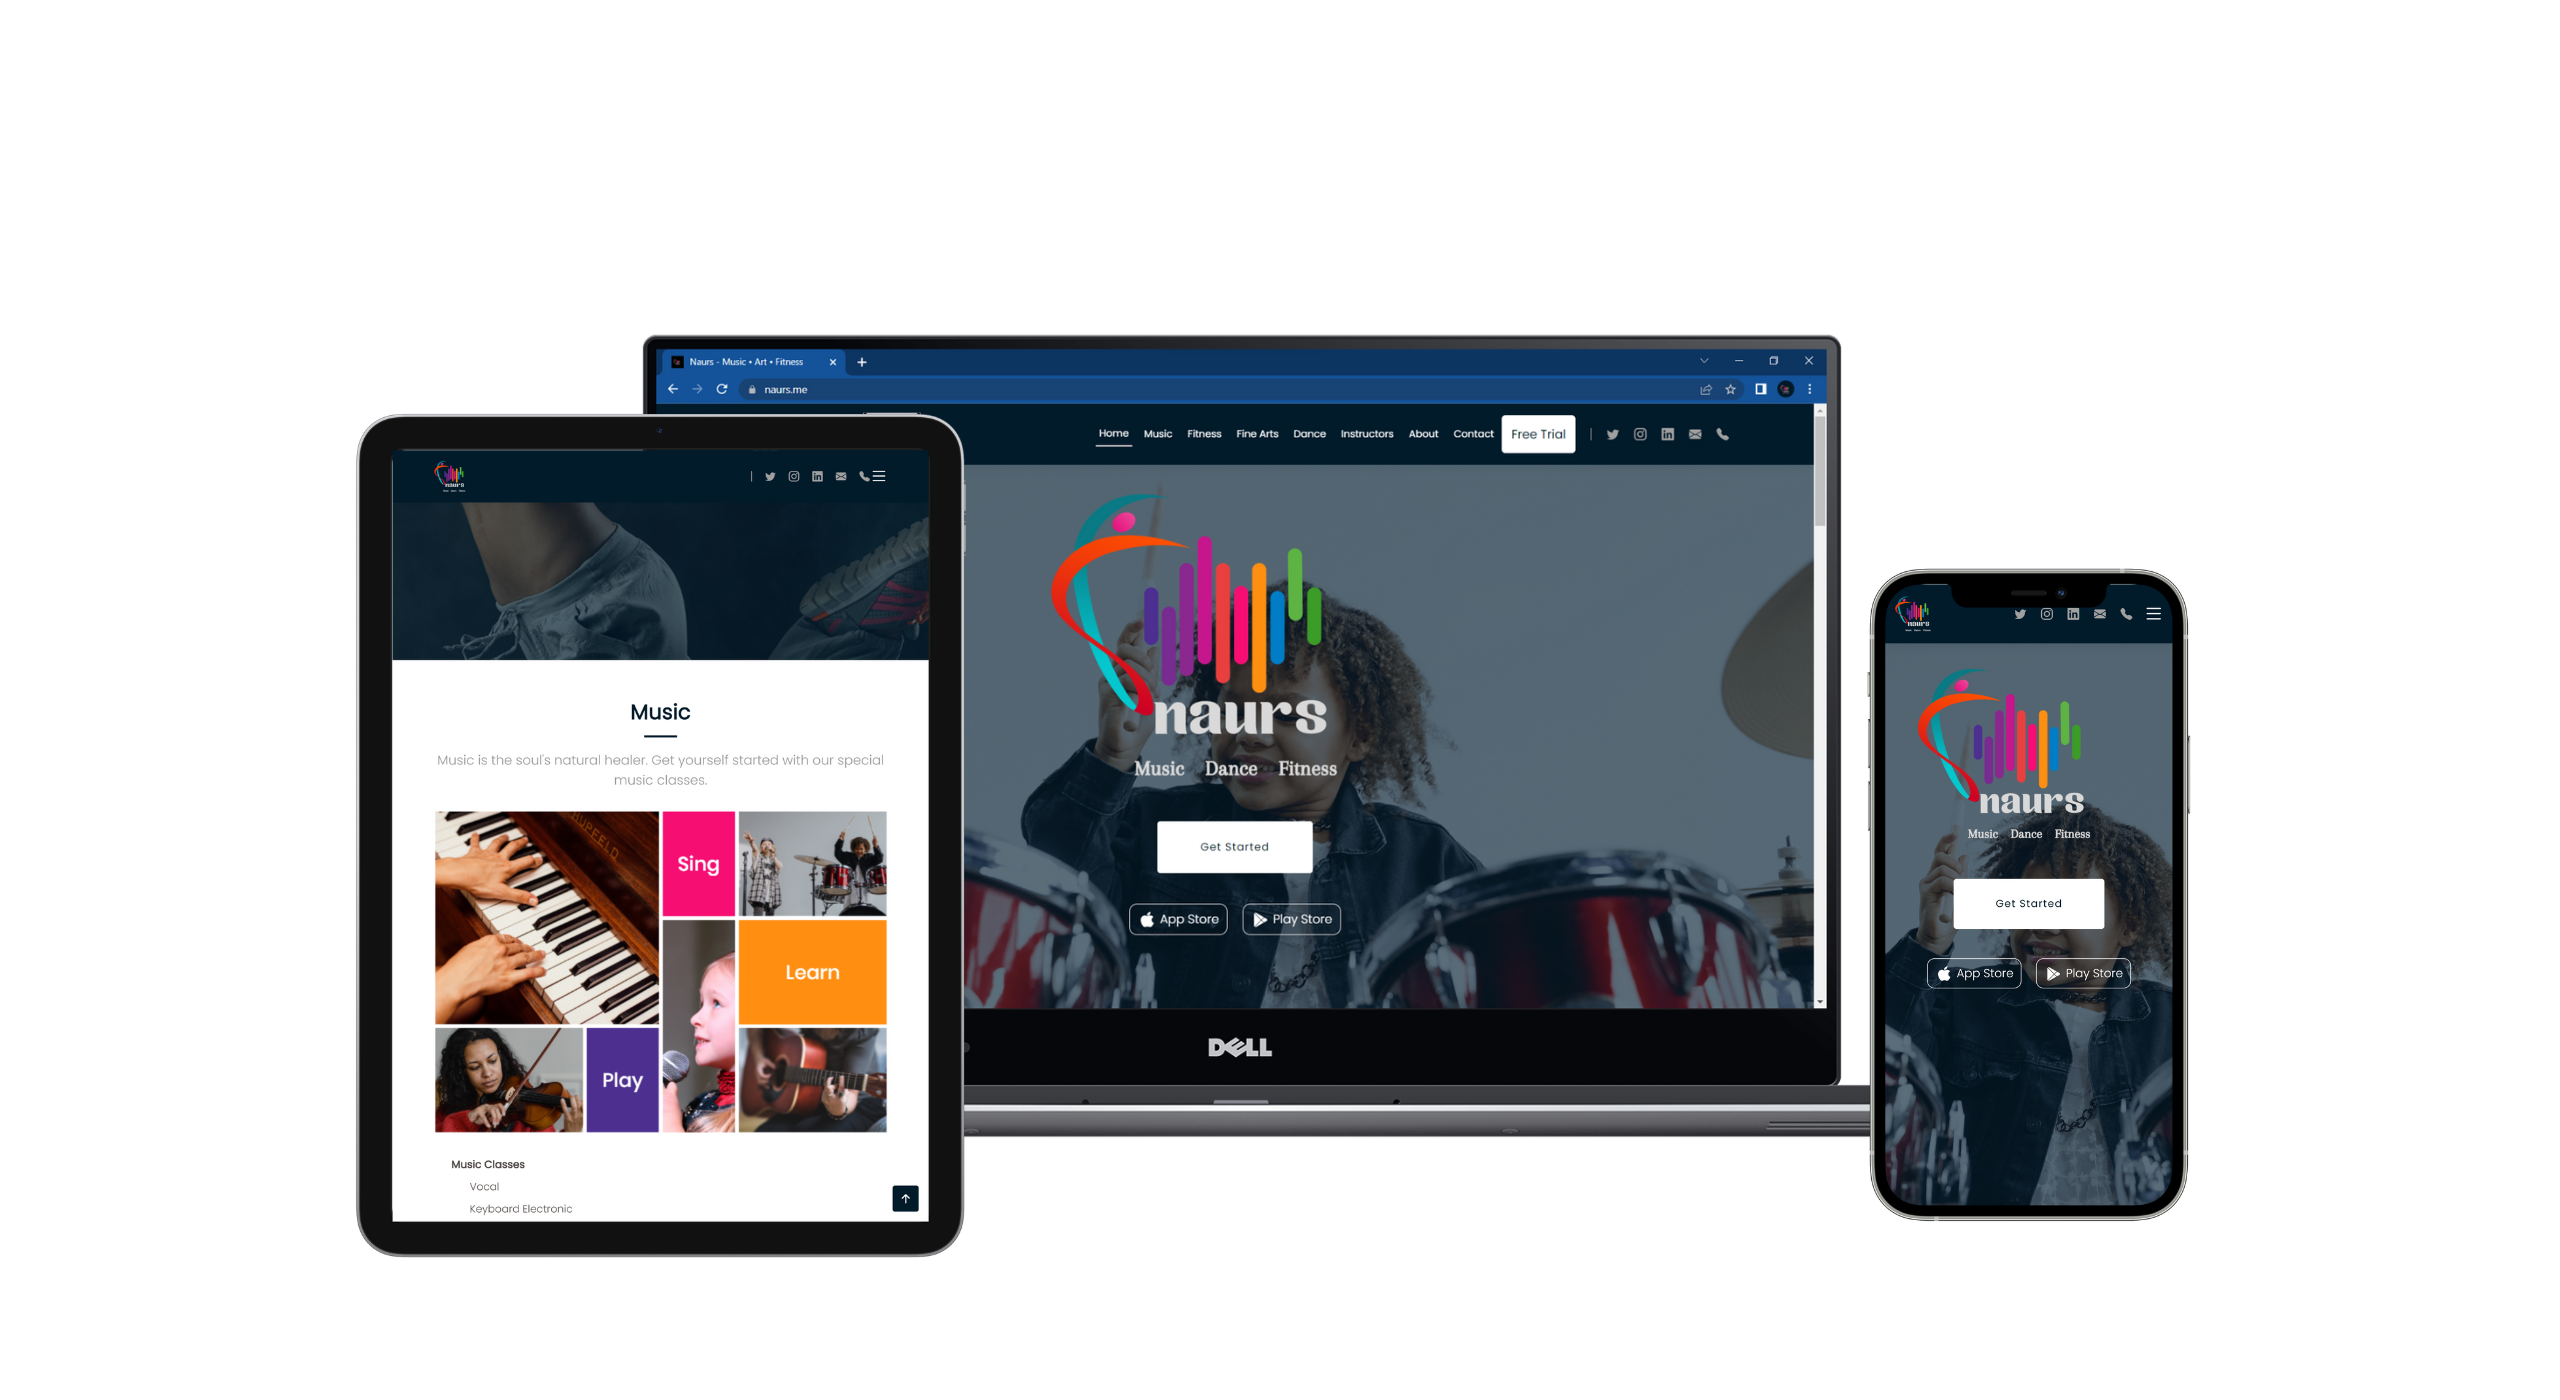 Naurs - Music • Art • Fitness
naurs.me
Home Music Fitness Fine Arts Dance Instructors About Contact Free Trial
naurs
Music Dance Fitness
Get Started
App Store Play Store
DELL
naurs
Music
Music is the soul's natural healer. Get yourself started with our special
music classes.
HUPFELD
Sing
Learn
Play
Music Classes
Vocal
Keyboard Electronic
naurs
naurs
Music Dance Fitness
Get Started
App Store Play Store